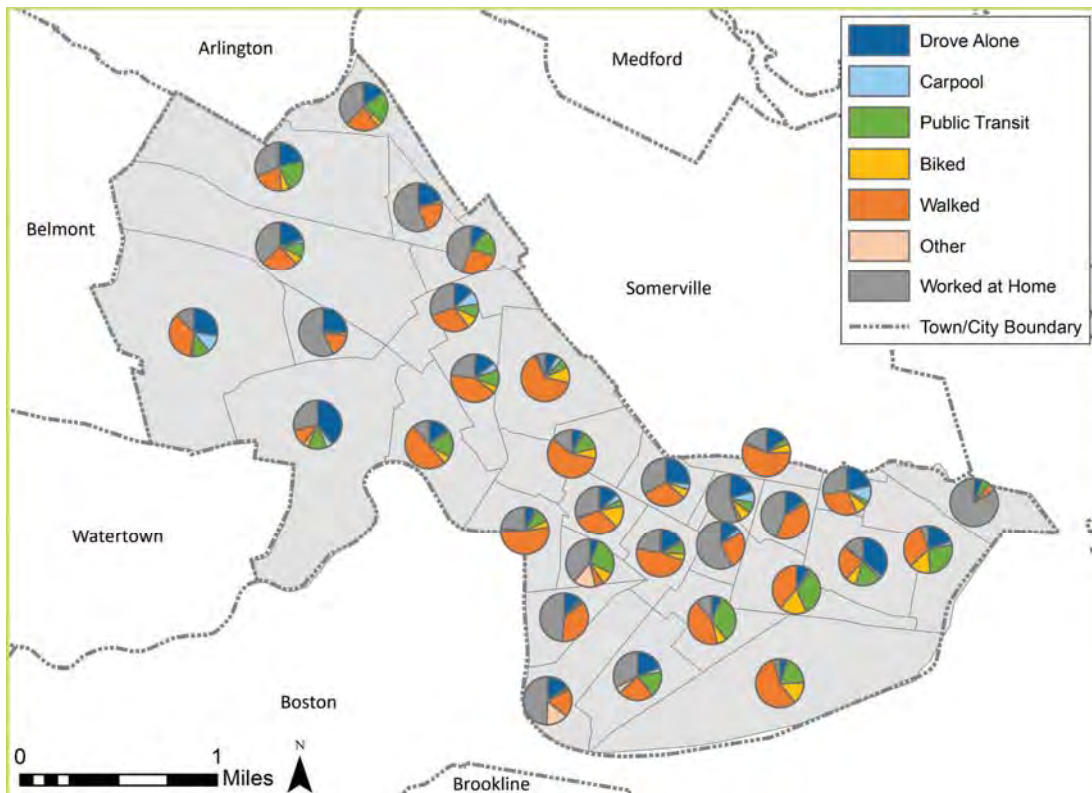 Arlington
Medford
Belmont
Somerville
Watertown
Boston
Brookline
Drove Alone
Carpool
Public Transit
Biked
Walked
Other
Worked at Home
Town/City Boundary
0 1
Miles
N